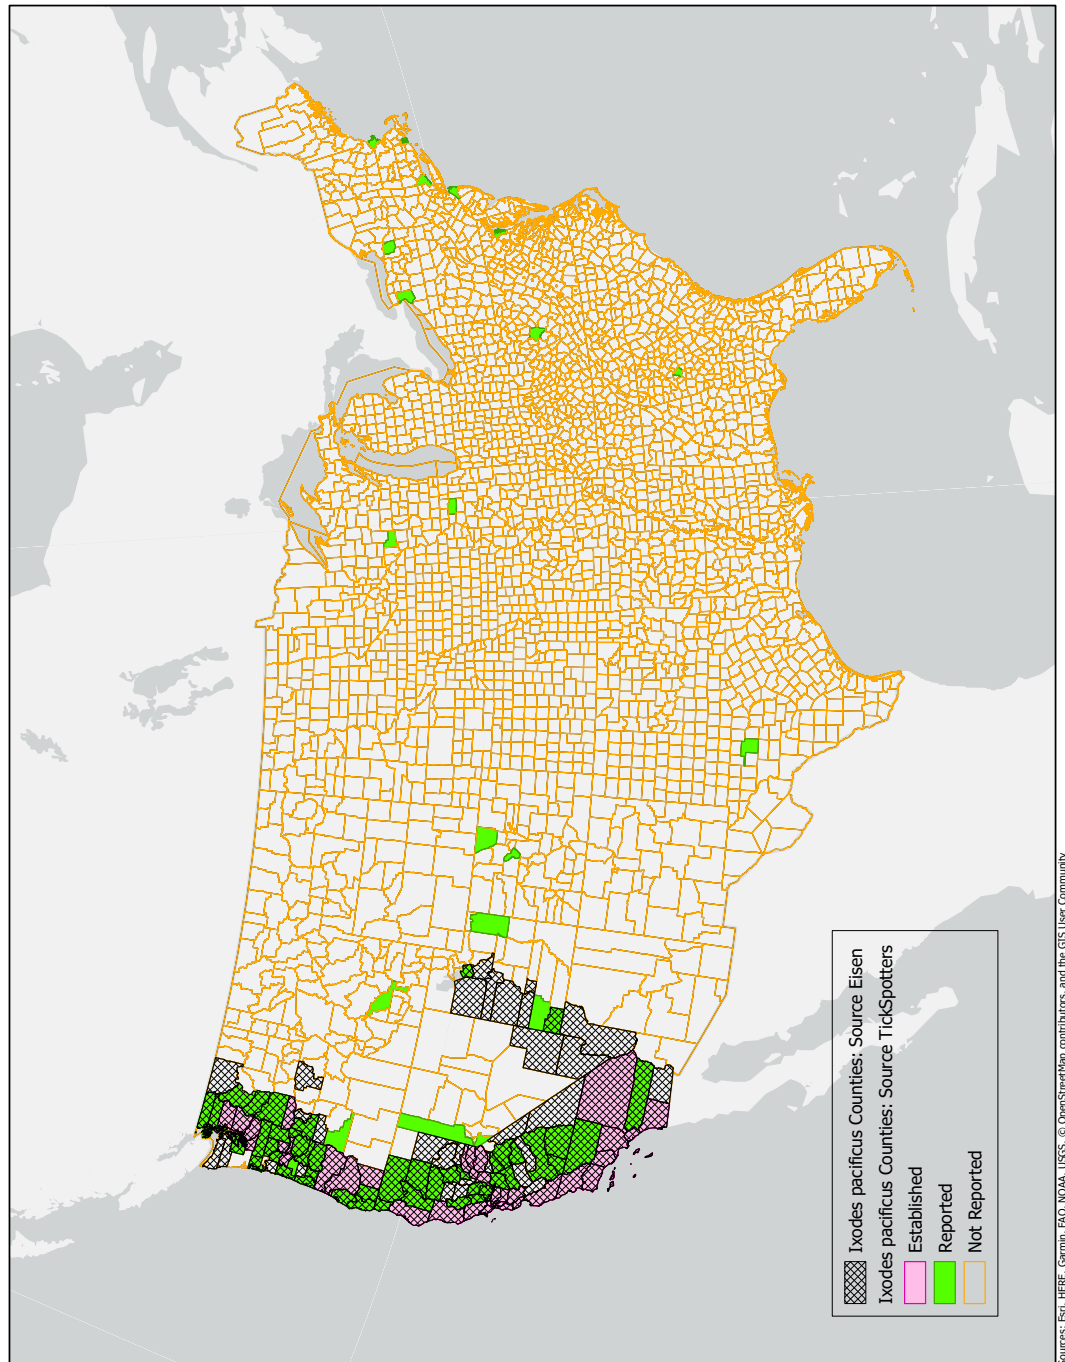 Ixodes pacificus Counties: Source Eisen
Ixodes pacificus Counties: Source TickSpotters
Established
Reported
Not Reported
Sources: Esri, HERE, Garmin, FAO, NOAA, USGS, © OpenStreetMap contributors, and the GIS User Community